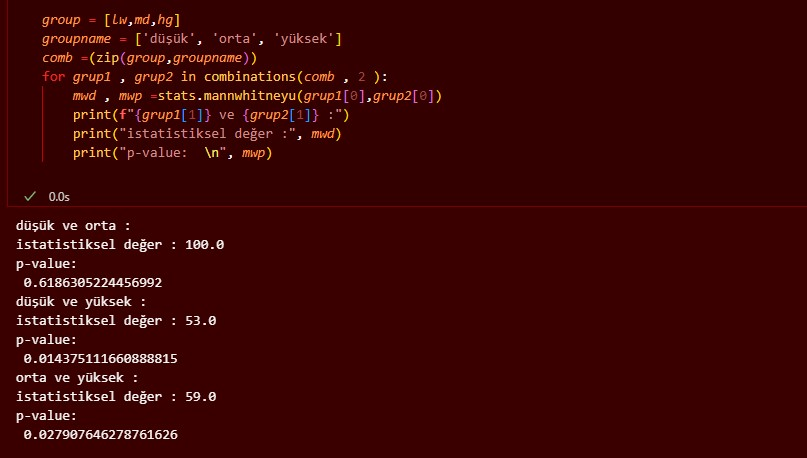 group = [lw,md,hg]
groupname = ['düşük', 'orta', 'yüksek']
comb =(zip(group,groupname))
for grup1 , grup2 in combinations(comb , 2 ):
    mwd , mwp =stats.mannwhitneyu(grup1[0],grup2[0])
    print(f"{grup1[1]} ve {grup2[1]} :")
    print("istatistiksel değer :", mwd)
    print("p-value:  \n", mwp)
✓ 0.0s
düşük ve orta :
istatistiksel değer : 100.0
p-value:
 0.6186305224456992
düşük ve yüksek :
istatistiksel değer : 53.0
p-value:
 0.014375111660888815
orta ve yüksek :
istatistiksel değer : 59.0
p-value:
 0.027907646278761626